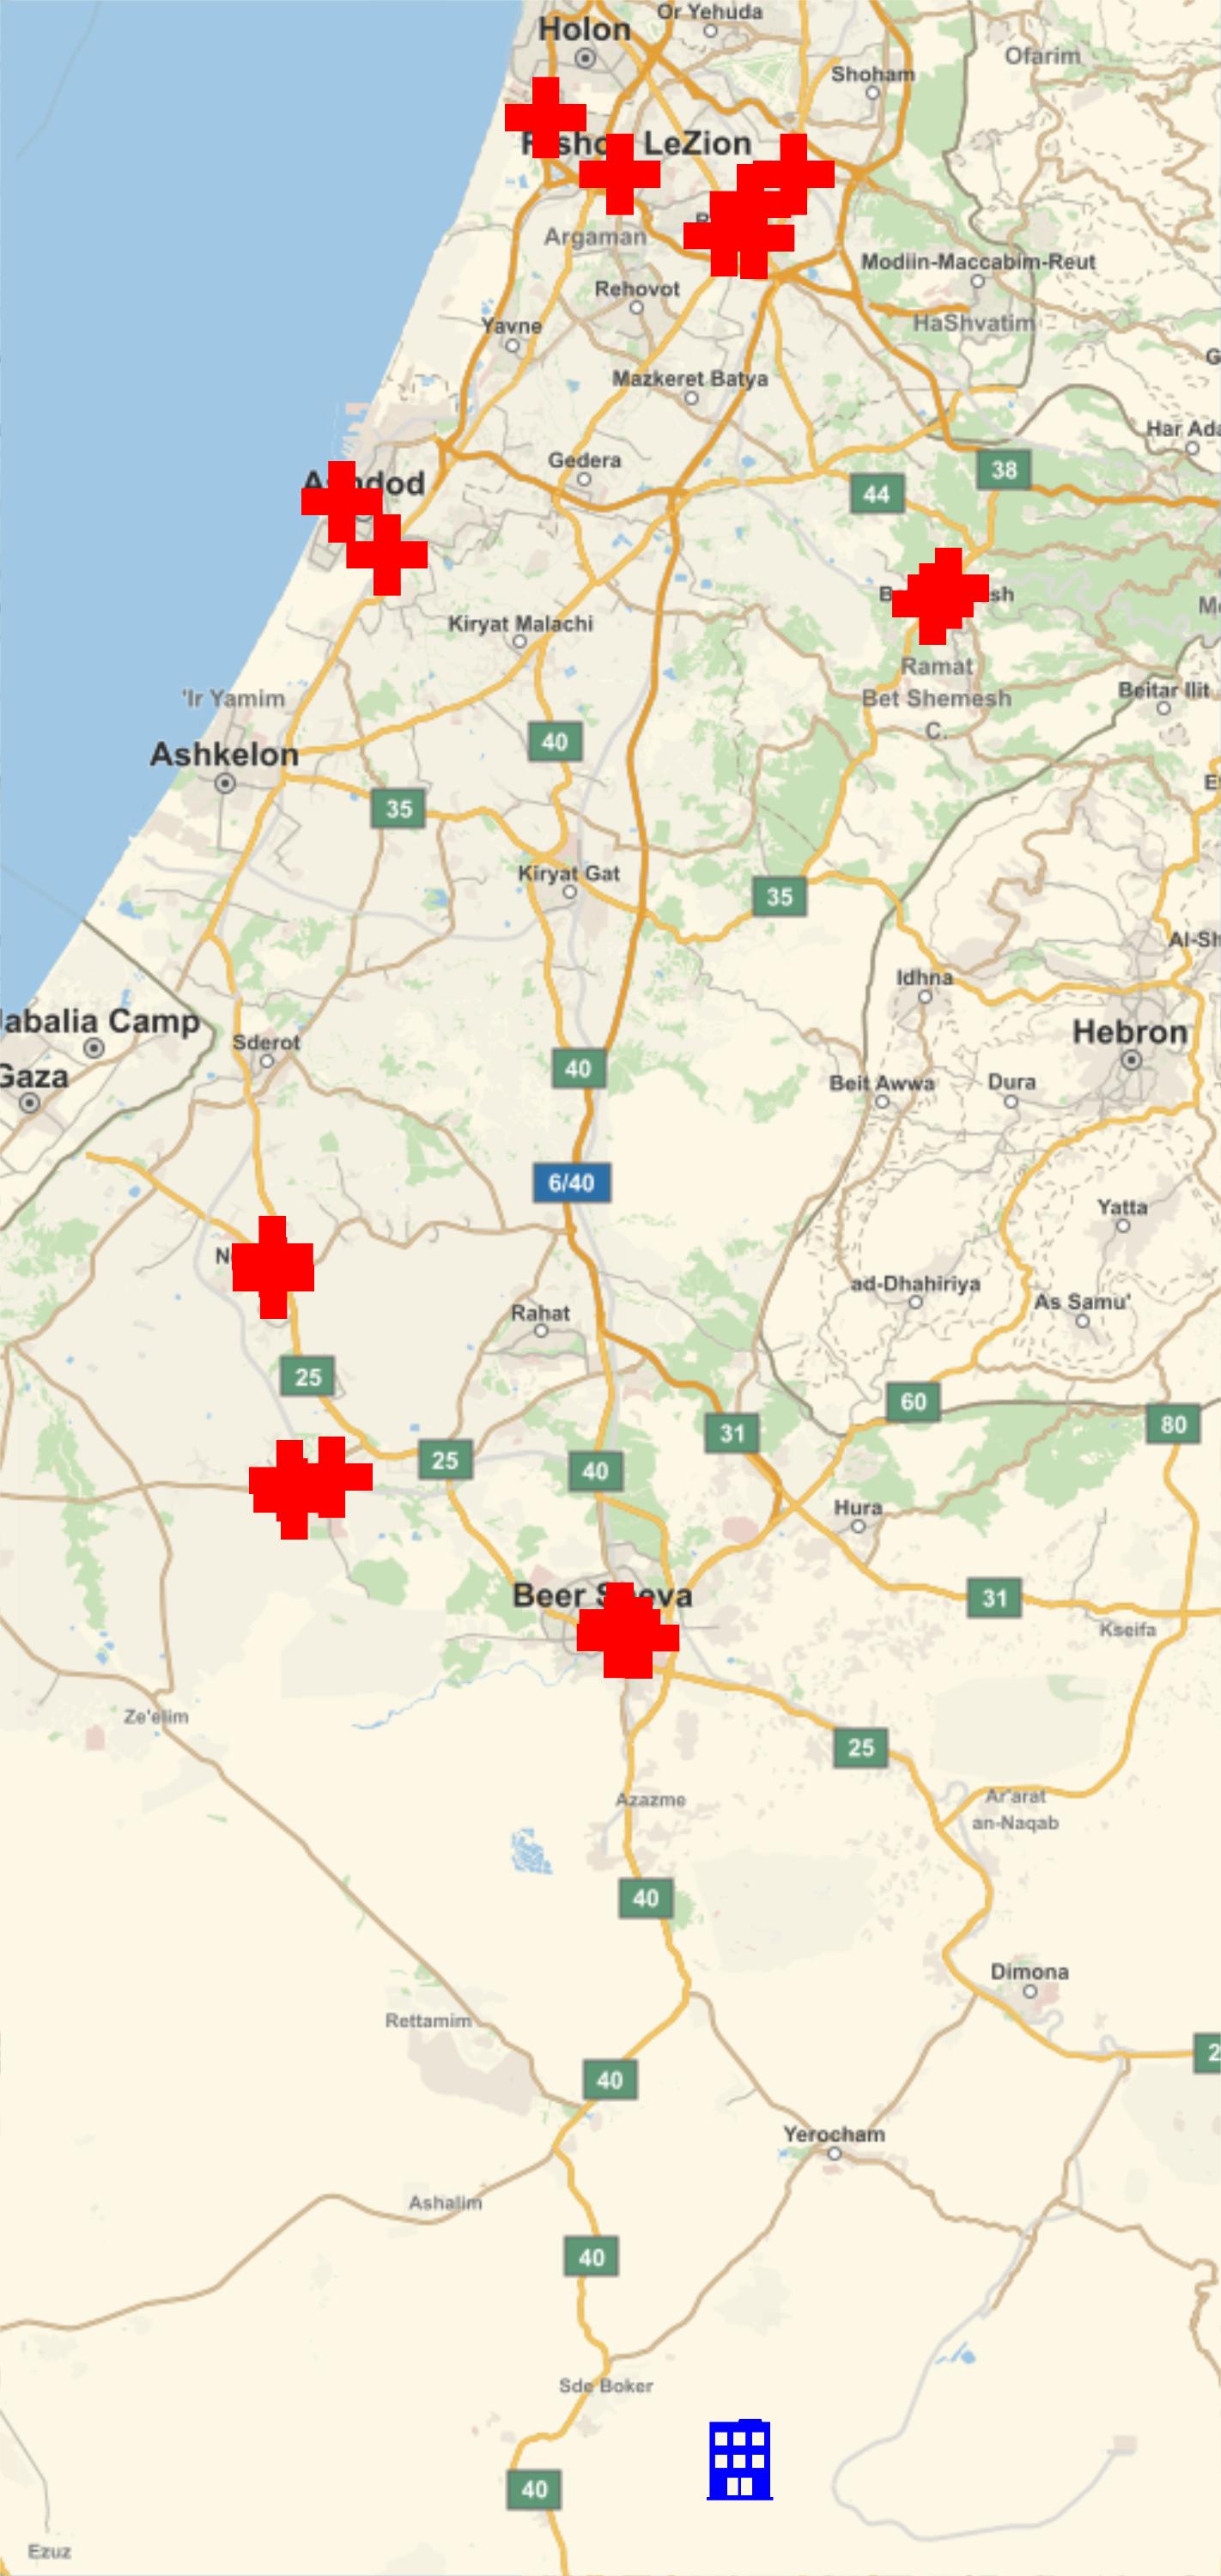 Or Yehuda
Holon
Ofarim
Shoham
LeZion
Argaman
Modiin-Maccabim-Reut
Rehovot
HaShvatim
Yavne
Mazkeret Batya
Har Ada
Gedera
38
44
Kiryat Malachi
Ramat
Bet Shemesh
C.
Beitar Ilit
'Ir Yamim
40
Ashkelon
35
Kiryat Gat
35
Al-Sh
Idhna
abalia Camp
Hebron
Sderot
40
Gaza
Beit Awwa
Dura
6/40
Yatta
ad-Dhahiriya
As Samu'
Rahat
25
60
80
31
25
40
Hura
Beer S eva
31
Kseifa
Ze'elim
25
Azazme
Ar'arat
an-Naqab
40
Dimona
Rettamim
2
40
Yerocham
Ashalim
40
Sde Boker
40
Ezuz